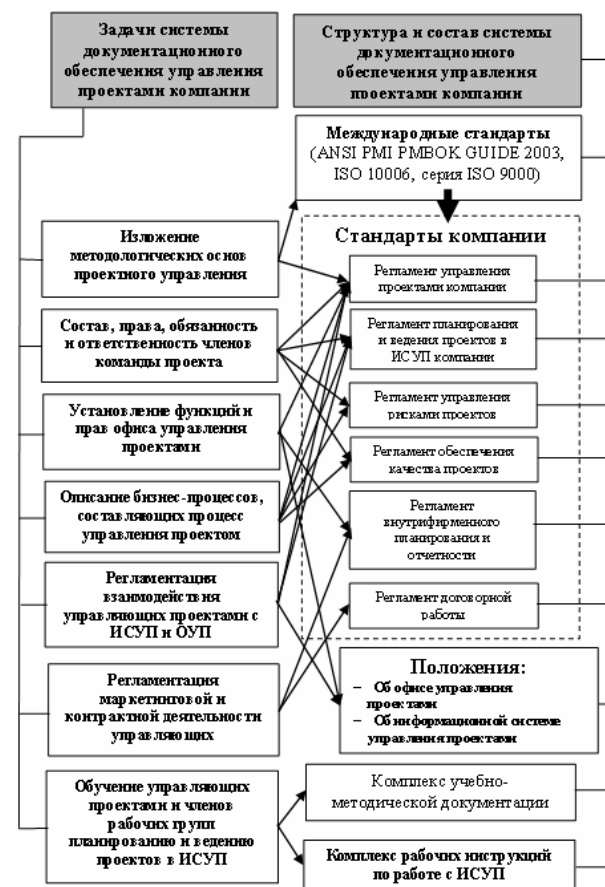 Задачи системы
документационного
обеспечения управления
проектами компании
Структура и состав системы
документационного
обеспечения управления
проектами компании
Международные стандарты
(ANSI PMI PMBOK GUIDE 2003,
ISO 10006, серия ISO 9000)
Стандарты компании
Изложение
методологических основ
проектного управления
Регламент управления
проектами компании
Состав, права, обязанность
и ответственность членов
команды проекта
Регламент планирования
и ведения проектов в
ИСУП компании
Установление функций и
прав офиса управления
проектами
Регламент управления
рисками проектов
Регламент обеспечения
качества проектов
Описание бизнес-процессов,
составляющих процесс
управления проектом
Регламент
внутрифирменного
планирования и
отчетности
Регламентация
взаимодействия
управляющих проектами с
ИСУП и ОУП
Регламент договорной
работы
Регламентация
маркетинговой и
контрактной деятельности
управляющих
Положения:
– Об офисе управления
проектами
– Об информационной системе
управления проектами
Обучение управляющих
проектами и членов
рабочих групп
планированию и ведению
проектов в ИСУП
Комплекс учебно-
методической документации
Комплекс рабочих инструкций
по работе с ИСУП